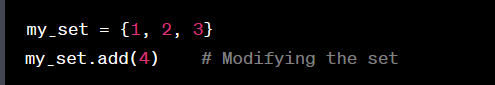 my_set = {1, 2, 3}
my_set.add(4)    # Modifying the set